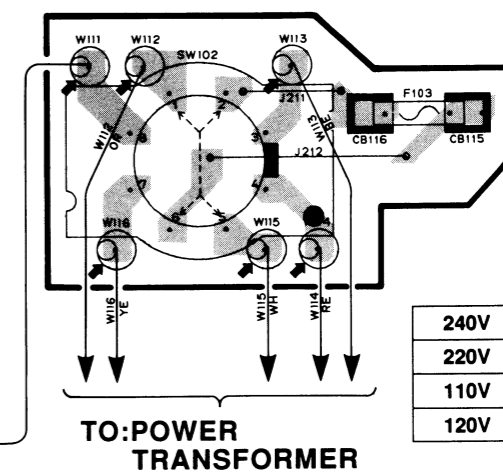 W111
W112
W113
SW102
J211
F103
1
2
W112
OR
W113
BE
CB116
CB115
8
3
J212
7
4
6
5
W116
W115
4
W116
YE
W115
WH
W114
RE
240V
220V
110V
120V
TO:POWER
TRANSFORMER